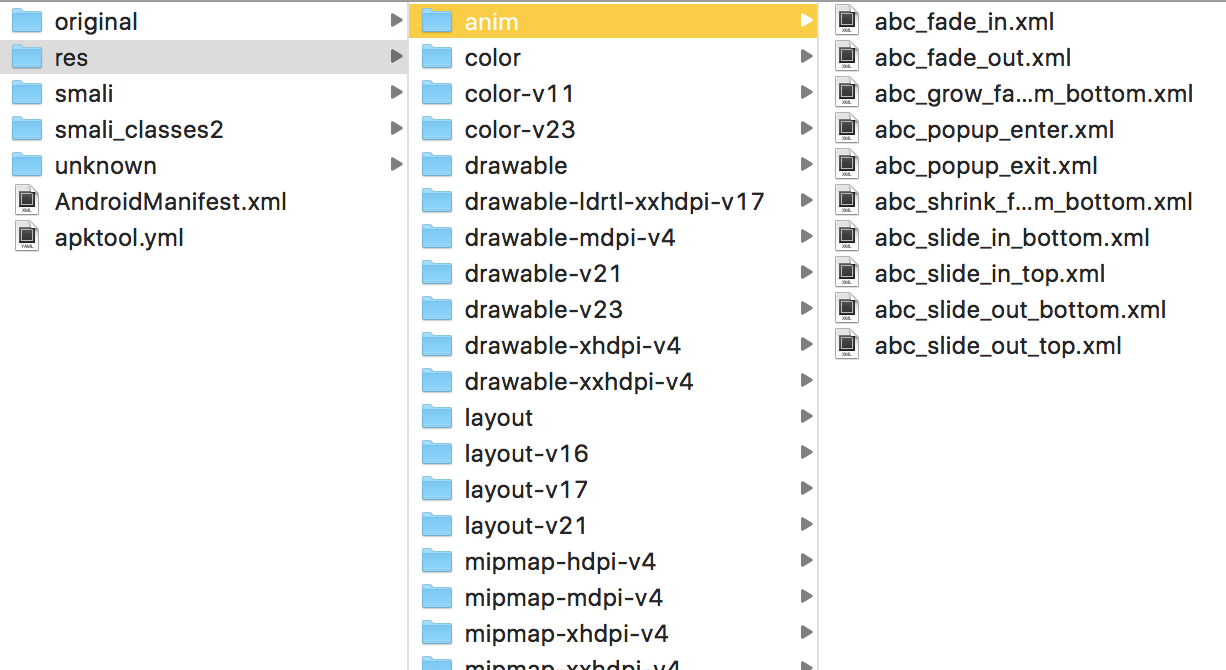 original
res
smali
smali_classes2
unknown
AndroidManifest.xml
apktool.yml
anim
color
color-v11
color-v23
drawable
drawable-ldrtl-xxhdpi-v17
drawable-mdpi-v4
drawable-v21
drawable-v23
drawable-xhdpi-v4
drawable-xxhdpi-v4
layout
layout-v16
layout-v17
layout-v21
mipmap-hdpi-v4
mipmap-mdpi-v4
mipmap-xhdpi-v4
mipmap-xxhdpi-v4
abc_fade_in.xml
abc_fade_out.xml
abc_grow_fa...m_bottom.xml
abc_popup_enter.xml
abc_popup_exit.xml
abc_shrink_f...m_bottom.xml
abc_slide_in_bottom.xml
abc_slide_in_top.xml
abc_slide_out_bottom.xml
abc_slide_out_top.xml